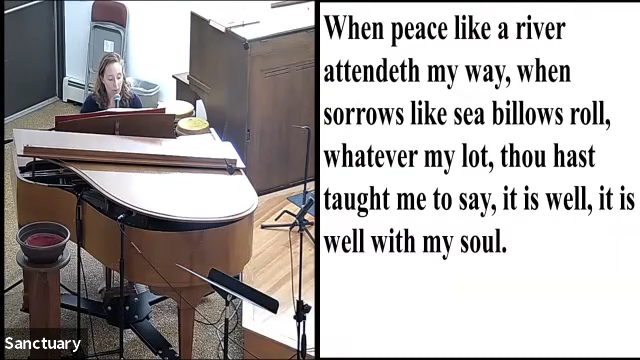 When peace like a river
attendeth my way, when
sorrows like sea billows roll,
whatever my lot, thou hast
taught me to say, it is well, it is
well with my soul.
Sanctuary